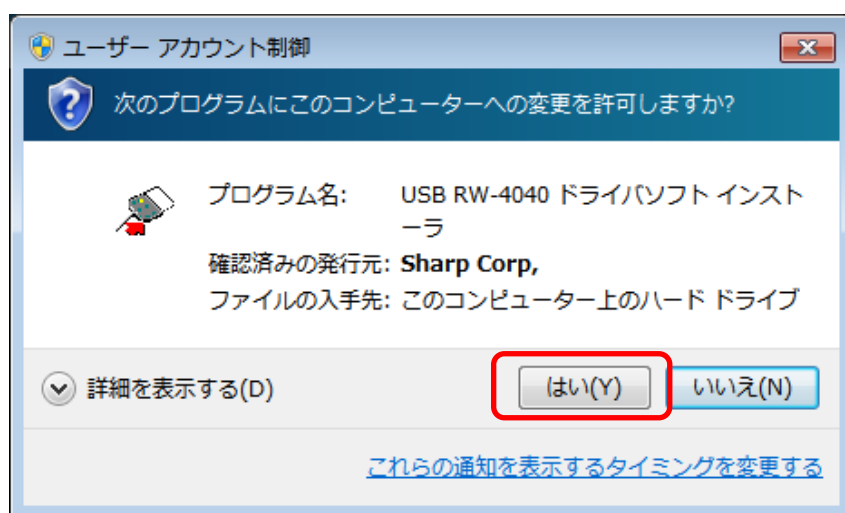 ユーザー アカウント制御
次のプログラムにこのコンピューターへの変更を許可しますか?
プログラム名: USB RW-4040 ドライバソフト インスト
ーラ
確認済みの発行元: Sharp Corp,
ファイルの入手先: このコンピューター上のハード ドライブ
詳細を表示する(D) はい(Y) いいえ(N)
これらの通知を表示するタイミングを変更する